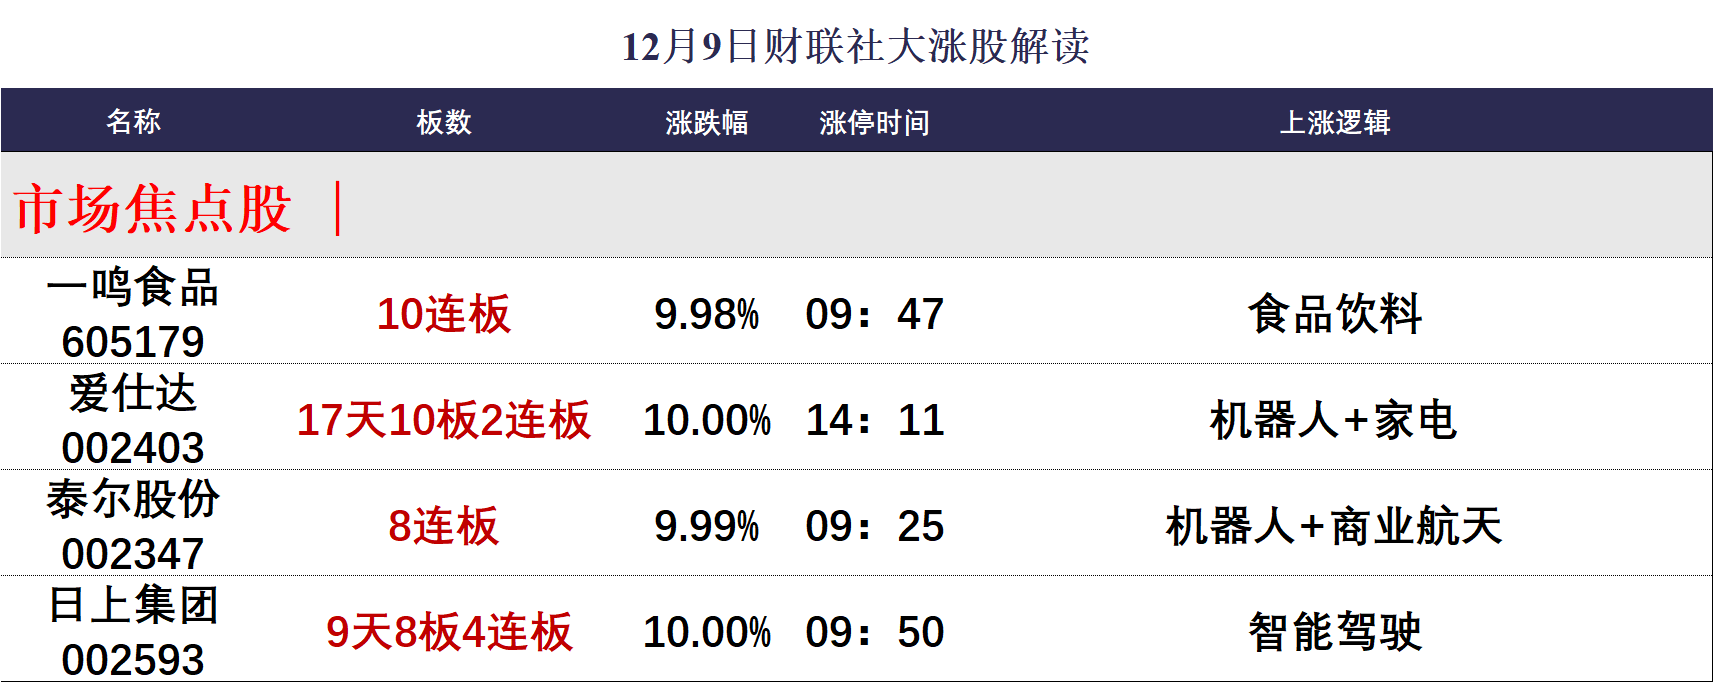 12月9日财联社大涨股解读
名称 板数 涨跌幅 涨停时间 上涨逻辑
市场焦点股 ｜
一鸣食品
605179 10连板 9.98% 09：47 食品饮料
爱仕达
002403 17天10板2连板 10.00% 14：11 机器人+家电
泰尔股份
002347 8连板 9.99% 09：25 机器人+商业航天
日上集团
002593 9天8板4连板 10.00% 09：50 智能驾驶